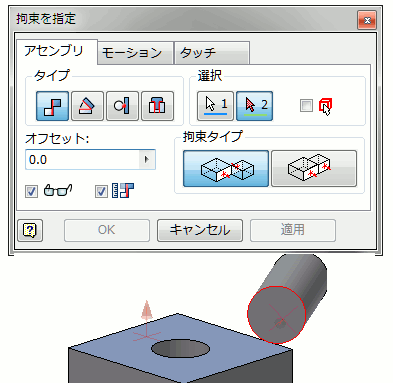 拘束を指定
アセンブリ モーション タッチ
タイプ 選択
1 2
オフセット: 拘束タイプ
0.0
? OK キャンセル 適用